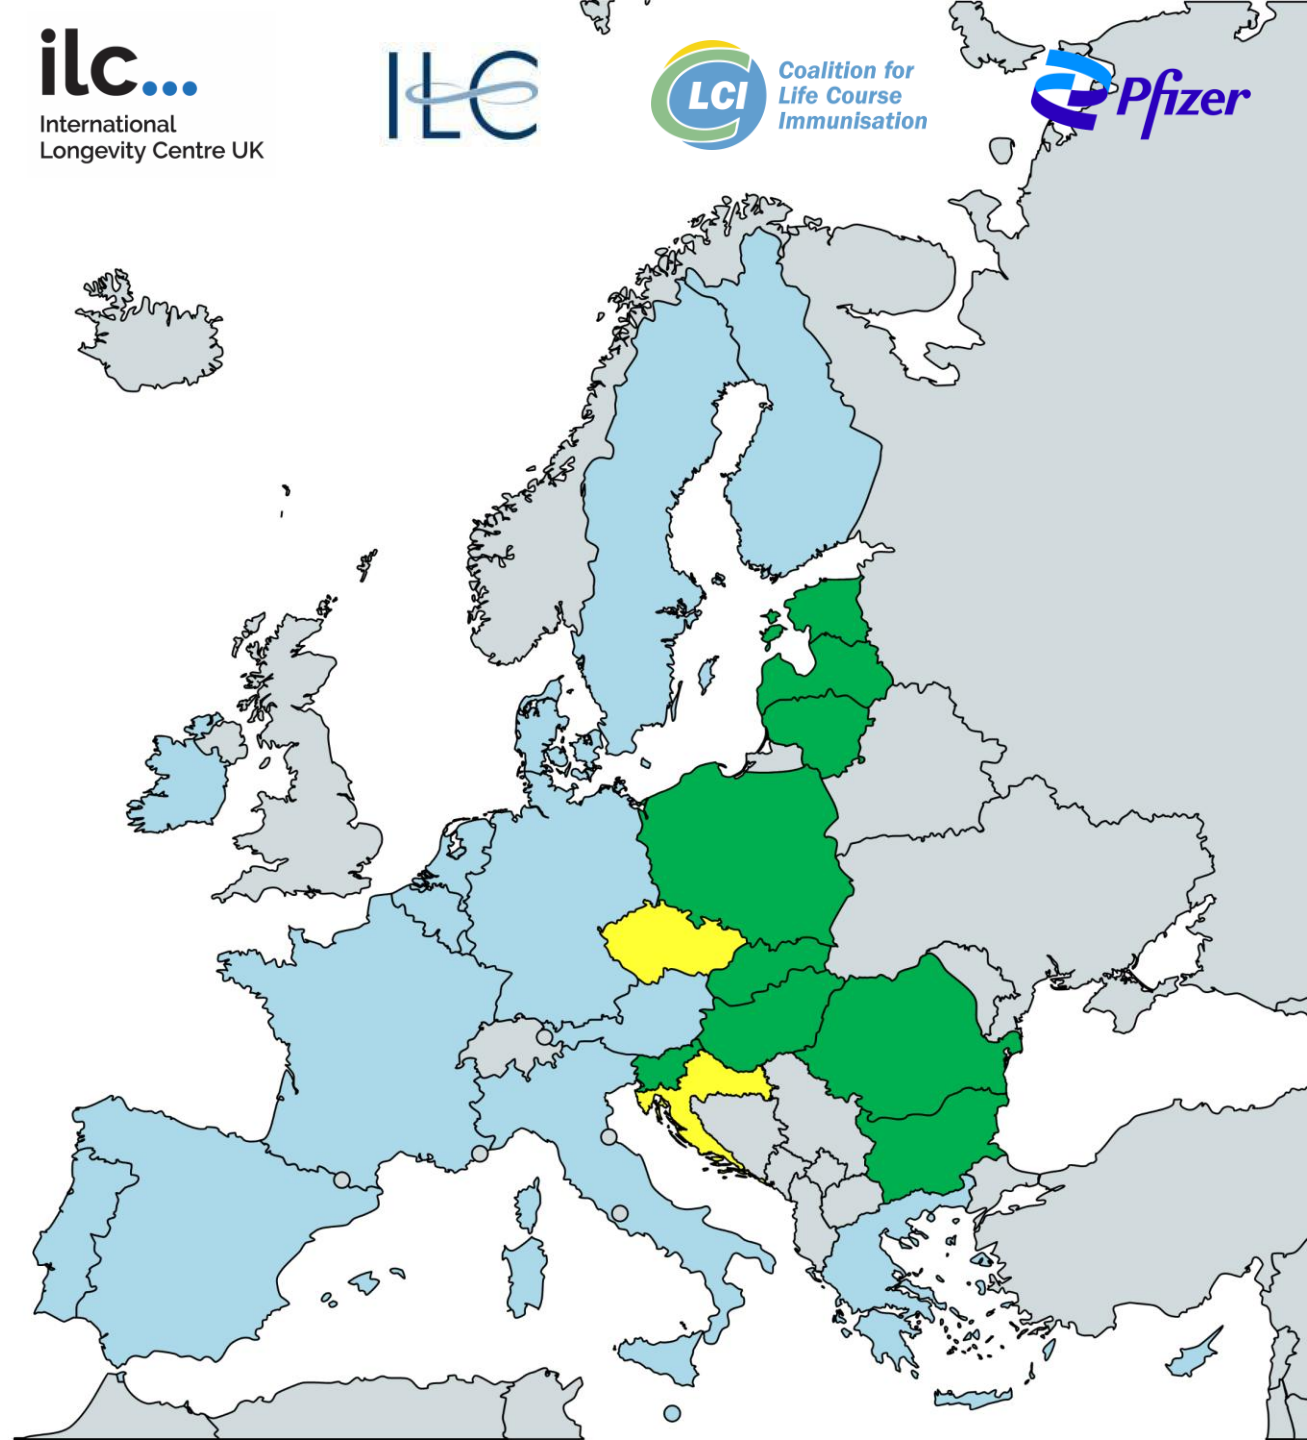 ilc...
International
Longevity Centre UK
ILC
LCI
Coalition for
Life Course
Immunisation
Pfizer